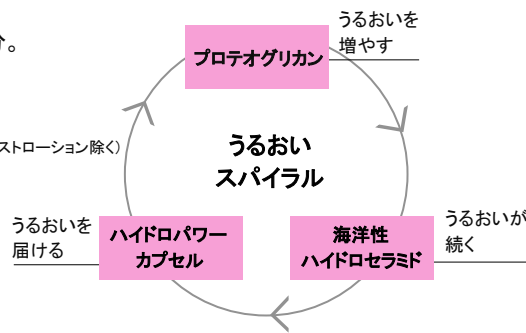 分。
うるおいを
増やす
プロテオグリカン
ストローション除く）
うるおい
スパイラル
うるおいを
届ける
ハイドロパワー
カプセル
海洋性
ハイドロセラミド
うるおいが
続く